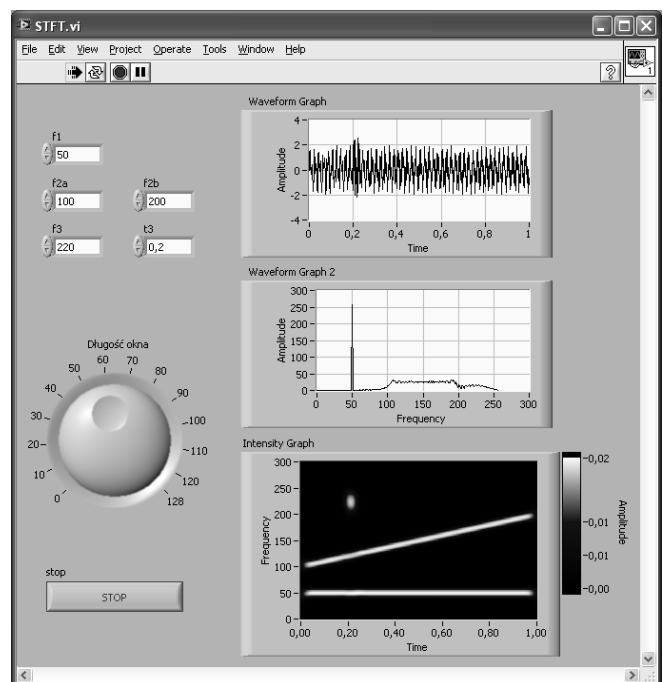 STFT.vi
File Edit View Project Operate Tools Window Help
1
f1
50
f2a f2b
100 200
f3 t3
220 0,2
Długość okna
0 10 20 30 40 50 60 70 80 90 100 110 120 128
stop
STOP
Waveform Graph
Amplitude
4
2
0
-2
-4
0 0,2 0,4 0,6 0,8 1
Time
Waveform Graph 2
Amplitude
300
250
200
150
100
50
0
0 50 100 150 200 250 300
Frequency
Intensity Graph
Frequency
300
250
200
150
100
50
0
0,00 0,20 0,40 0,60 0,80 1,00
Time
0,02
0,01
0,01
0,00
Amplitude